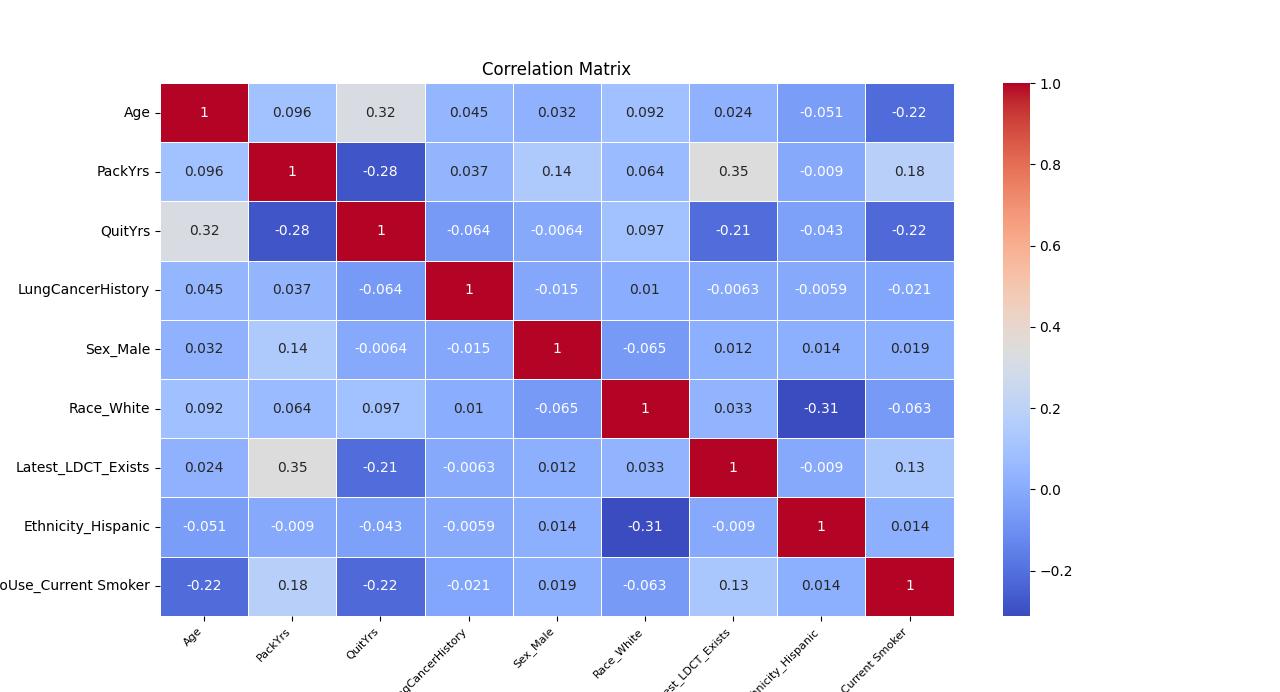 Correlation Matrix
Age 1 0.096 0.32 0.045 0.032 0.092 0.024 -0.051 -0.22
PackYrs 0.096 1 -0.28 0.037 0.14 0.064 0.35 -0.009 0.18
QuitYrs 0.32 -0.28 1 -0.064 -0.0064 0.097 -0.21 -0.043 -0.22
LungCancerHistory 0.045 0.037 -0.064 1 -0.015 0.01 -0.0063 -0.0059 -0.021
Sex_Male 0.032 0.14 -0.0064 -0.015 1 -0.065 0.012 0.014 0.019
Race_White 0.092 0.064 0.097 0.01 -0.065 1 0.033 -0.31 -0.063
Latest_LDCT_Exists 0.024 0.35 -0.21 -0.0063 0.012 0.033 1 -0.009 0.13
Ethnicity_Hispanic -0.051 -0.009 -0.043 -0.0059 0.014 -0.31 -0.009 1 0.014
oUse_Current Smoker -0.22 0.18 -0.22 -0.021 0.019 -0.063 0.13 0.014 1
Age PackYrs QuitYrs gCancerHistory Sex_Male Race_White est_LDCT_Exists nicity_Hispanic Current Smoker
1.0
0.8
0.6
0.4
0.2
0.0
−0.2